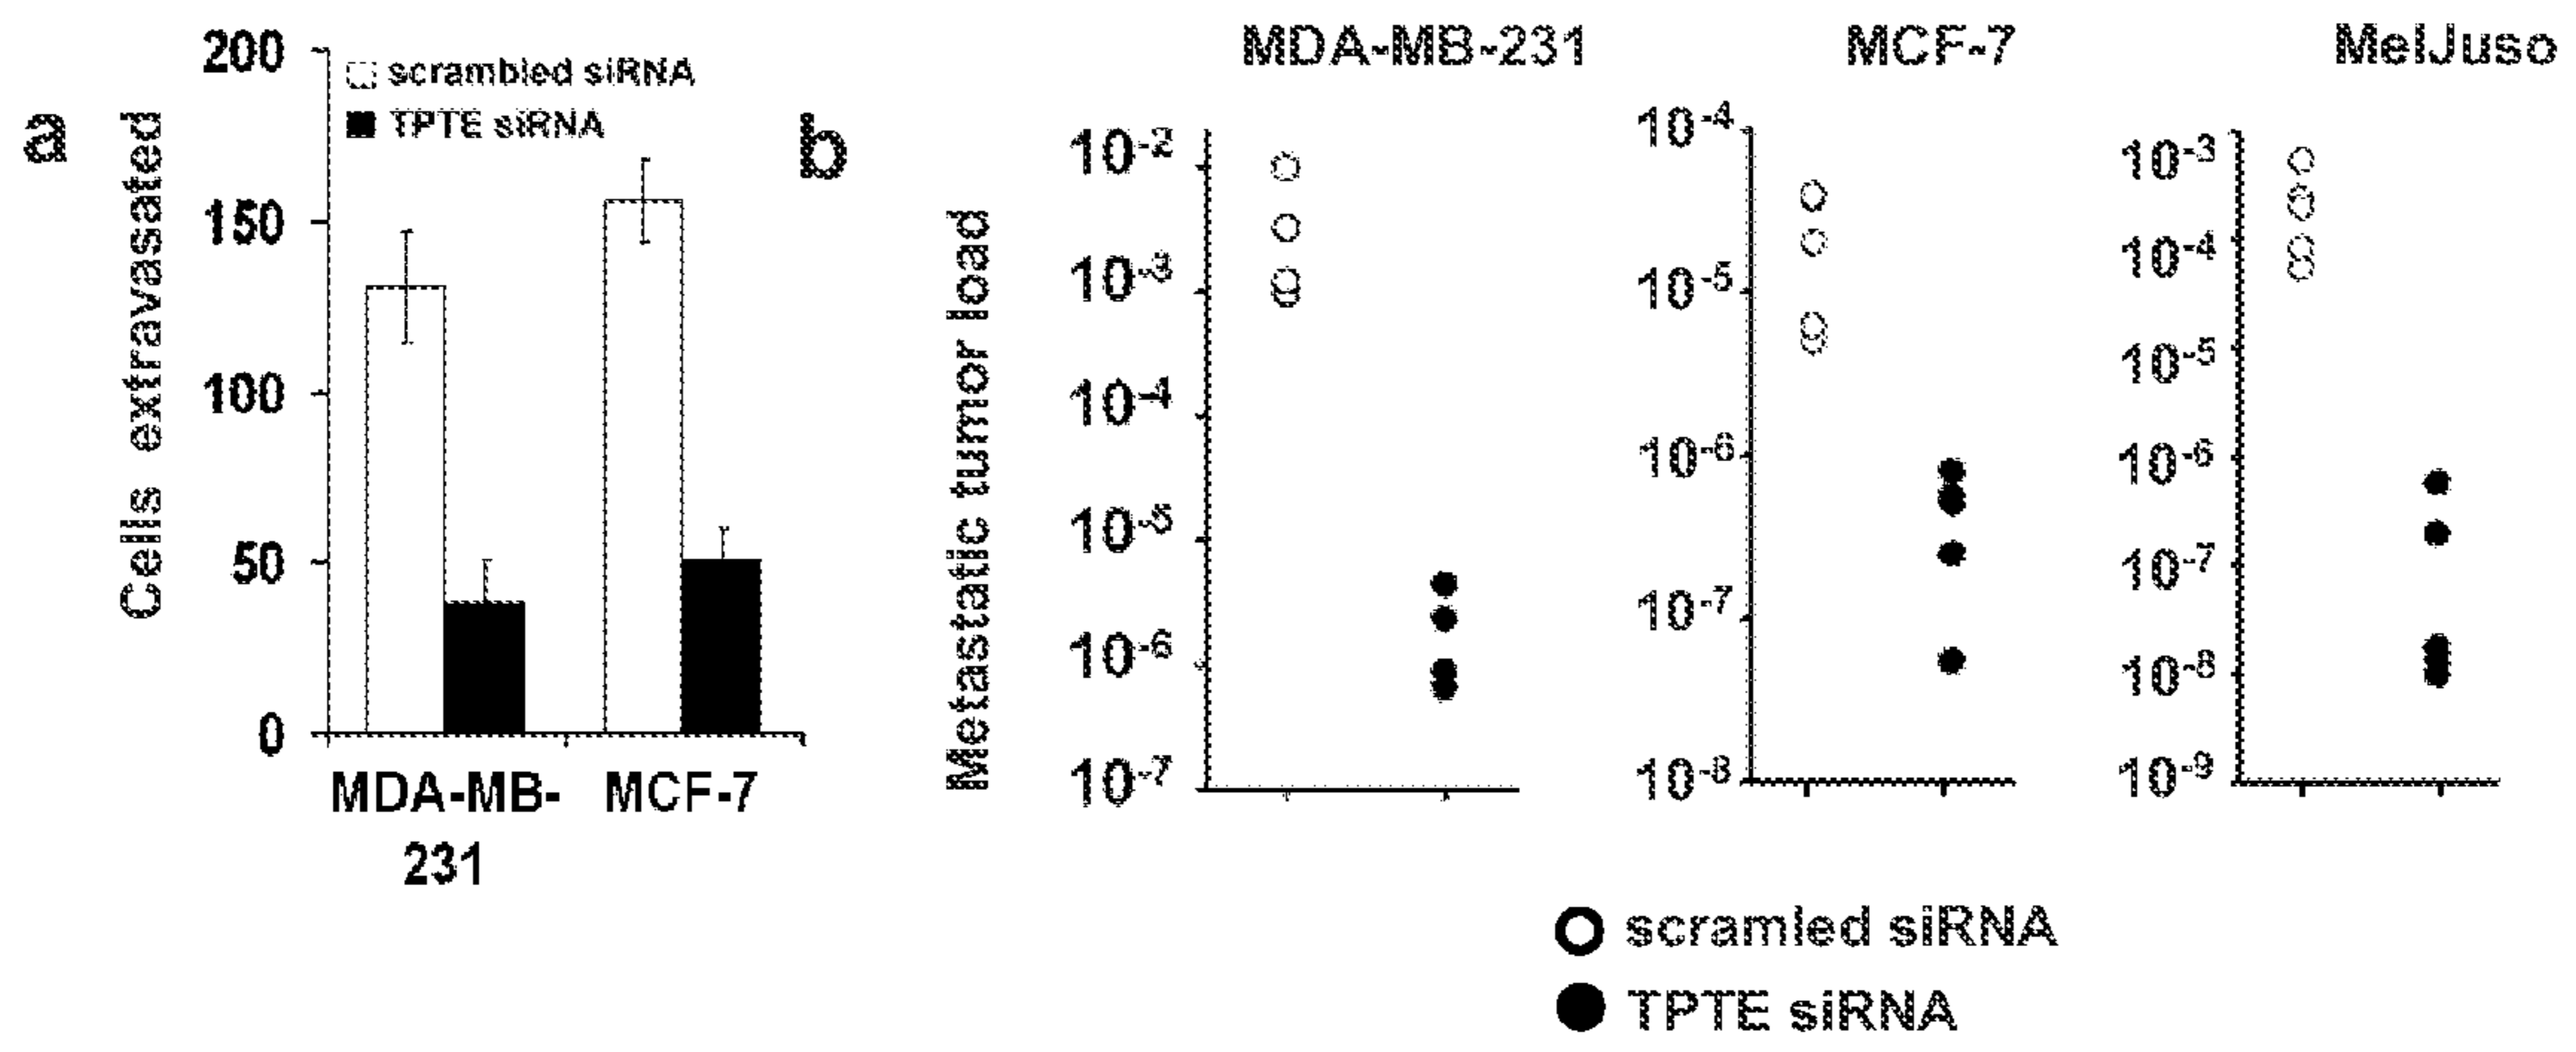 a
Cells extravasated
200
150
100
50
0
scrambled siRNA
TPTE siRNA
MDA-MB-
231
MCF-7
b
Metastatic tumor load
MDA-MB-231
10-2
10-3
10-4
10-5
10-6
10-7
MCF-7
10-4
10-5
10-6
10-7
10-8
MelJuso
10-3
10-4
10-5
10-6
10-7
10-8
10-9
scramled siRNA
TPTE siRNA